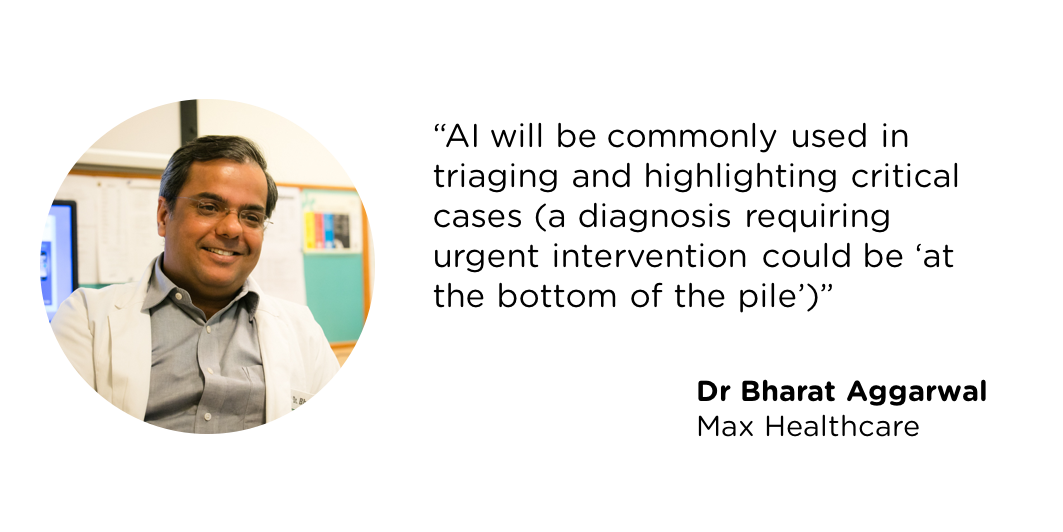 “AI will be commonly used in
triaging and highlighting critical
cases (a diagnosis requiring
urgent intervention could be ‘at
the bottom of the pile’)”
Dr Bharat Aggarwal
Max Healthcare